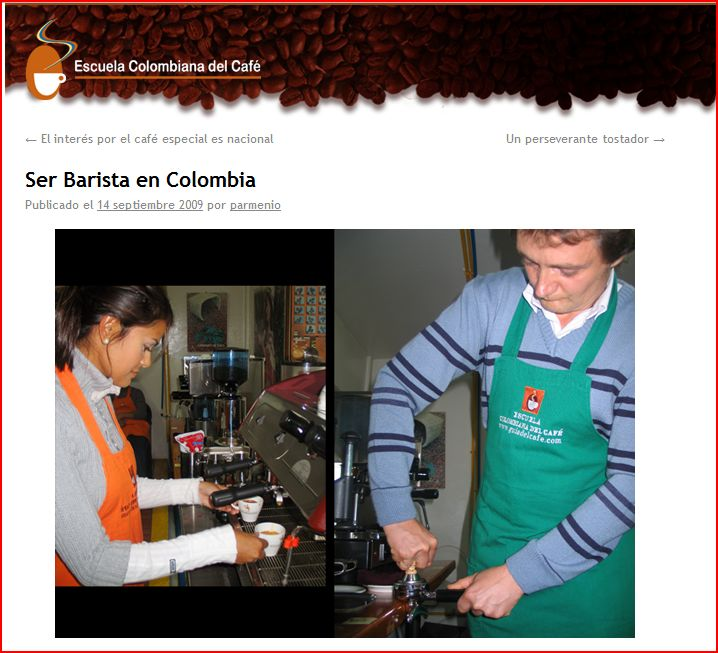 Escuela Colombiana del Café
← El interés por el café especial es nacional
Un perseverante tostador →
Ser Barista en Colombia
Publicado el 14 septiembre 2009 por parmenio
ESCUELA
COLOMBIANA DEL CAFÉ
www.guiadelcafe.com